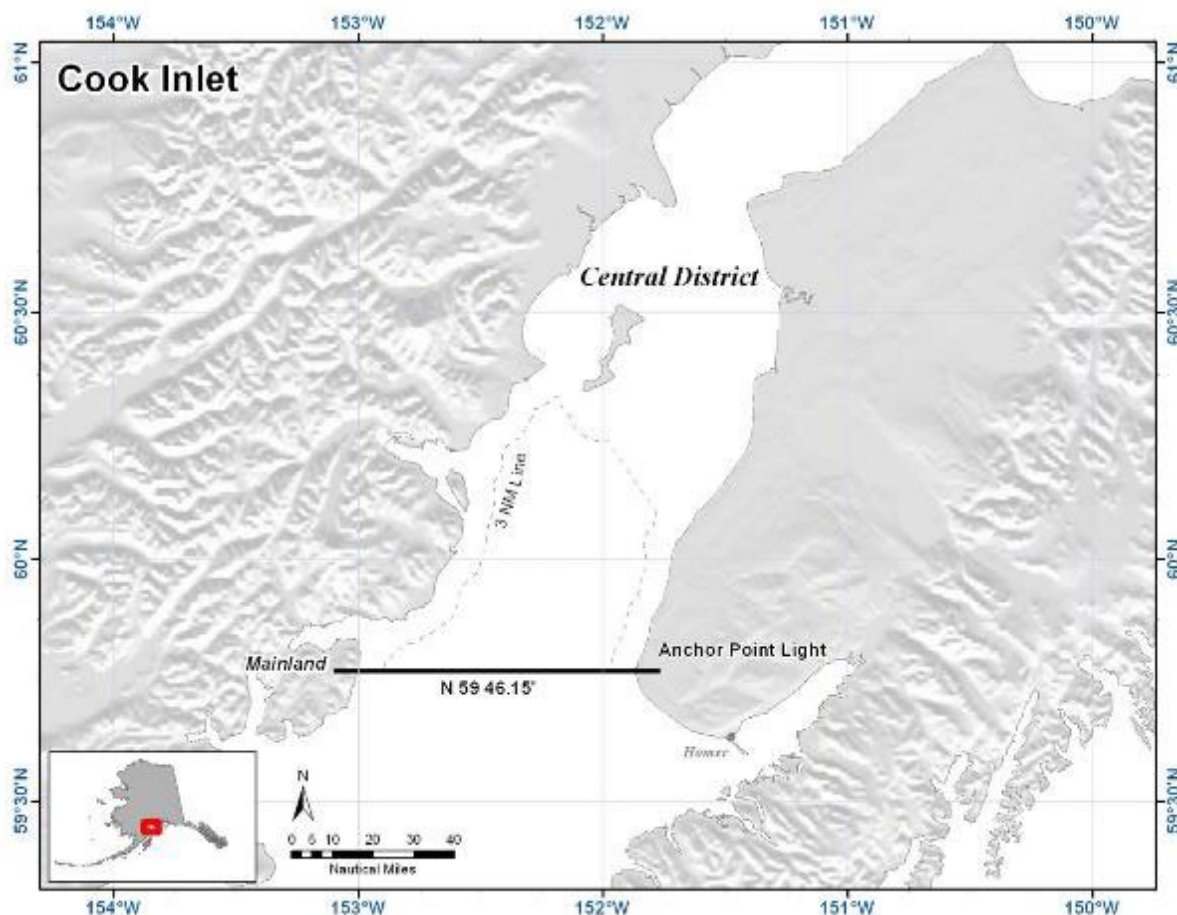 154°W 153°W 152°W 151°W 150°W
61°N 61°N
Cook Inlet
Central District
60°30'N 60°30'N
3 NM Line
60°N 60°N
Anchor Point Light
Mainland
N 59 46.15'
Homer
N
59°30'N 59°30'N
0 5 10 20 30 40
Nautical Miles
154°W 153°W 152°W 151°W 150°W